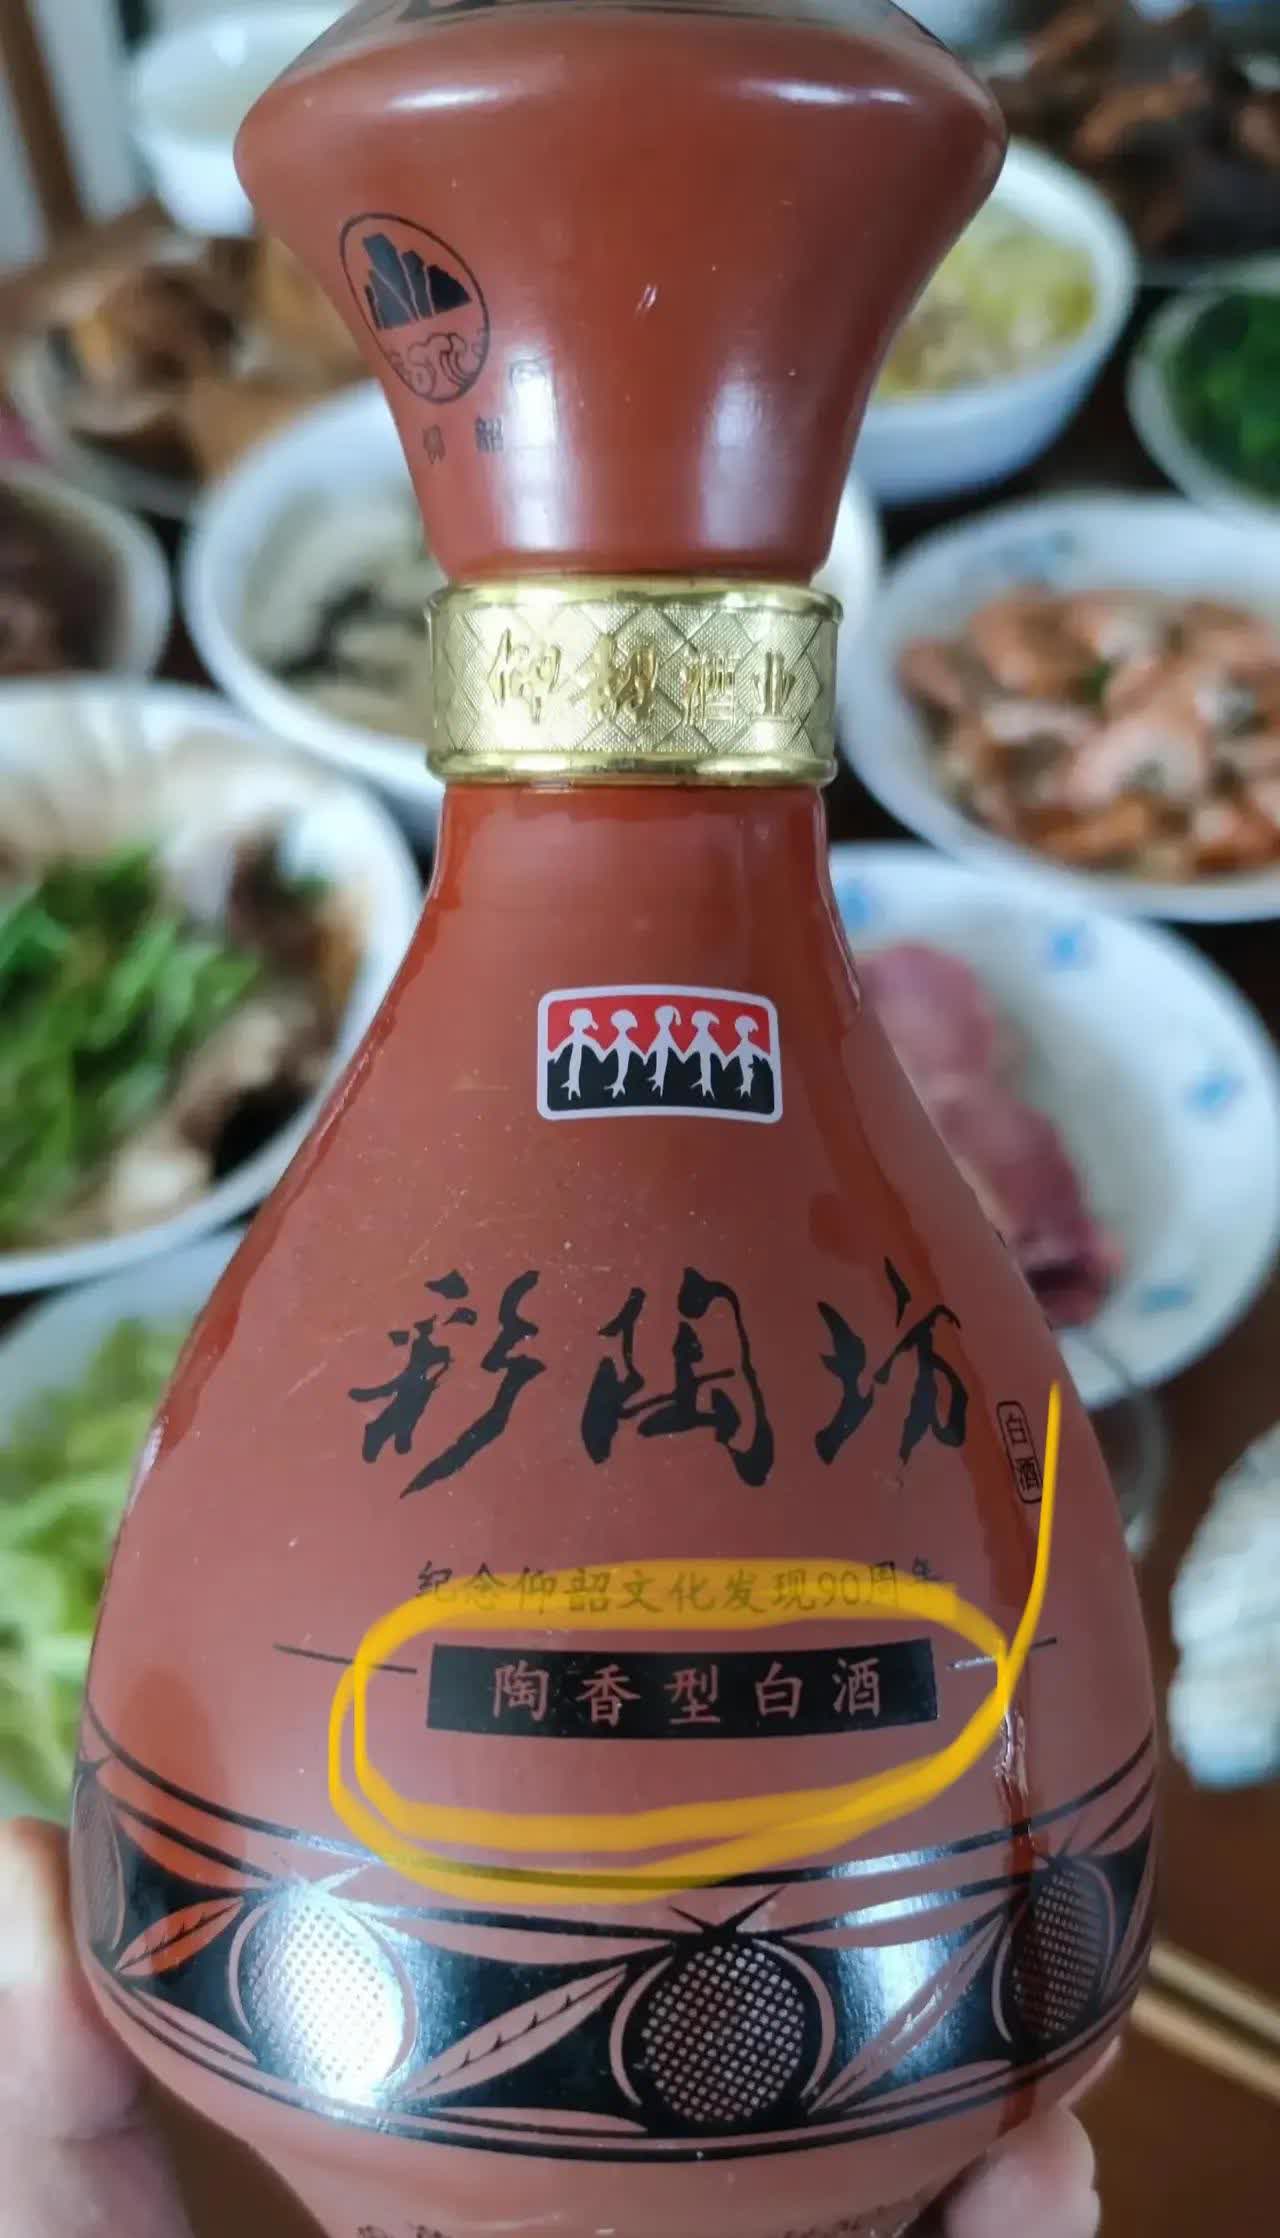 仰韶
仰韶酒业
彩陶坊
白酒
纪念仰韶文化发现90周年
陶香型白酒